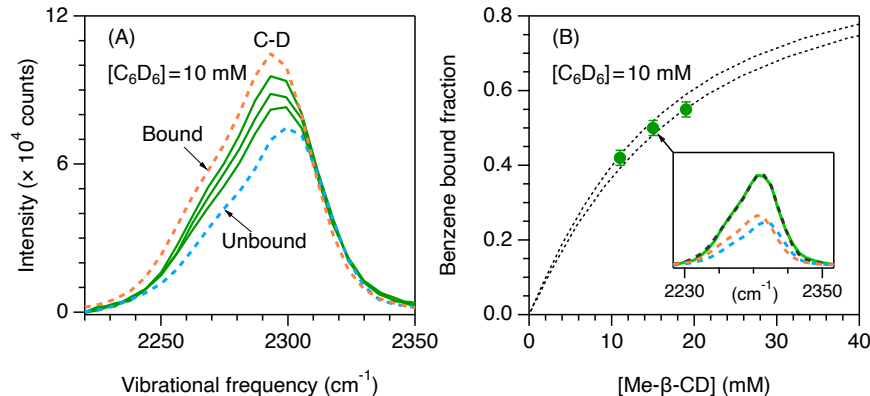 (A)
C-D
[C₆D₆] = 10 mM
Bound
Unbound
12
6
0
2250
2300
2350
Intensity (× 10⁴ counts)
Vibrational frequency (cm⁻¹)
(B)
[C₆D₆] = 10 mM
0.8
0.6
0.4
0.2
0.0
0
10
20
30
40
Benzene bound fraction
[Me-β-CD] (mM)
2230
(cm⁻¹)
2350